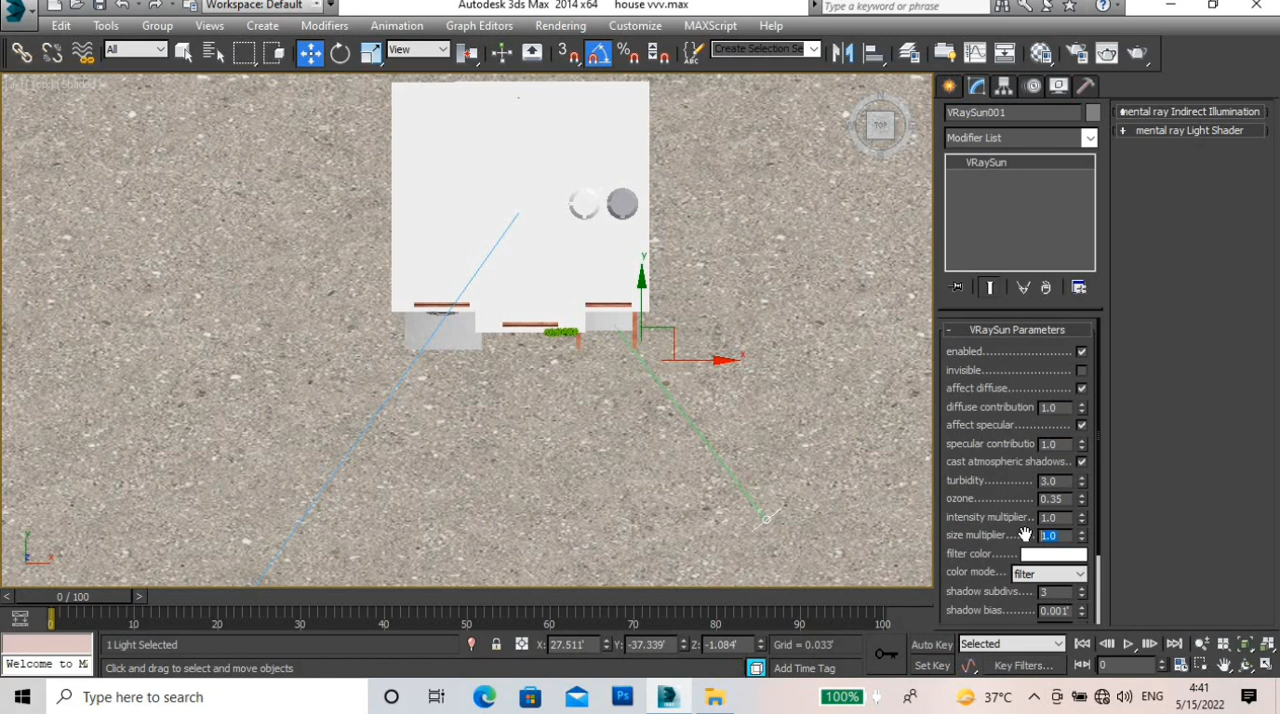 Workspace: Default
Autodesk 3ds Max 2014 x64
house vvv.max
Type a keyword or phrase
Edit
Tools
Group
Views
Create
Modifiers
Animation
Graph Editors
Rendering
Customize
MAXScript
Help
All
View
3
Create Selection Se
TOP
y
x
VRaySun001
Modifier List
VRaySun
mental ray Indirect Illumination
+ mental ray Light Shader
- VRaySun Parameters
enabled
invisible
affect diffuse
diffuse contribution 1.0
affect specular
specular contributio 1.0
cast atmospheric shadows
turbidity 3.0
ozone 0.35
intensity multiplier 1.0
size multiplier 1.0
filter color
color mode filter
shadow subdivs 3
shadow bias 0.001'
< 0 / 100 >
0 10 20 30 40 50 60 70 80 90 100
Welcome to M
1 Light Selected
X: 27.511'
Y: -37.339'
Z: -1.084'
Grid = 0.033'
Auto Key
Selected
Click and drag to select and move objects
Add Time Tag
Set Key
Key Filters...
0
Type here to search
100%
37°C
ENG
4:41
5/15/2022